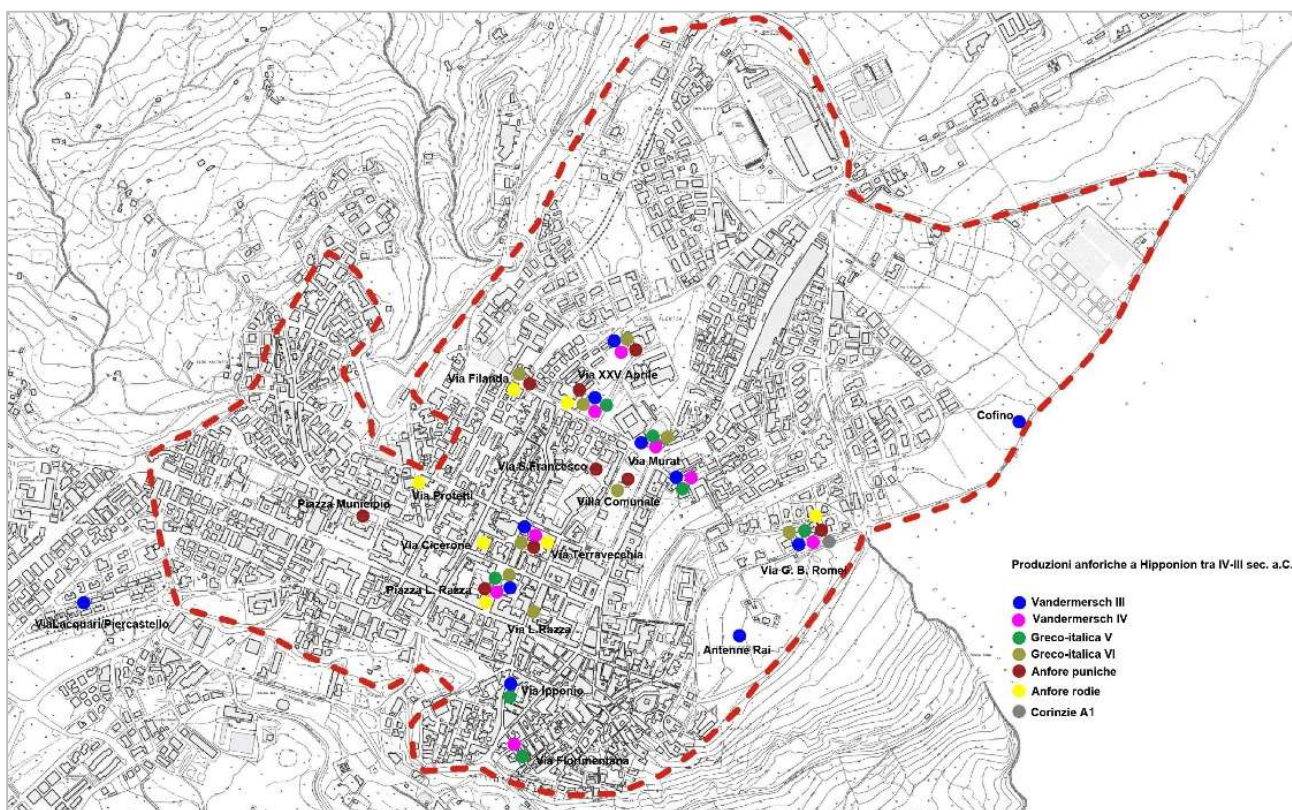 Via XXV Aprile
Via Filanda
Cofino
Via Murat
Via S.Francesco
Villa Comunale
Via Protetti
Piazza Municipio
Via Cicerone
Via Terravecchia
Via G. B. Romei
Produzioni anforiche a Hipponion tra IV-III sec. a.C.
Piazza L. Razza
Vandermersch III
ViaLacquari/Piercastello
Via L.Razza
Vandermersch IV
Greco-italica V
Antenne Rai
Greco-italica VI
Anfore puniche
Via Ipponio
Anfore rodie
Corinzie A1
Via Fiorimentana